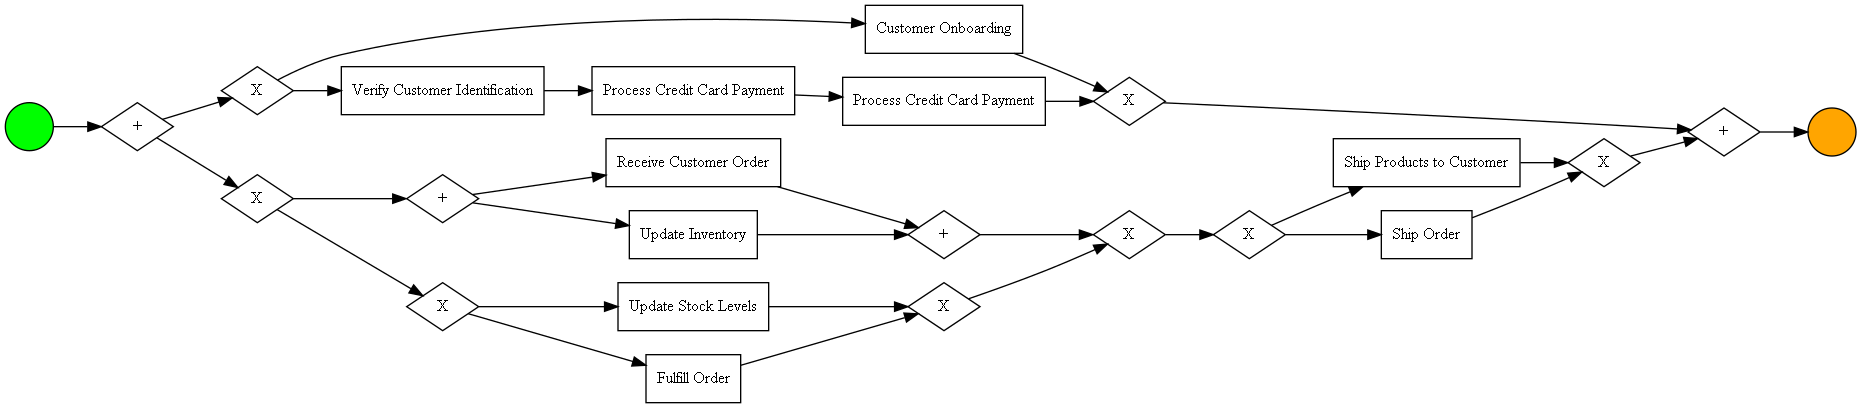 Customer Onboarding
X
Verify Customer Identification
Process Credit Card Payment
Process Credit Card Payment
X
+
+
Receive Customer Order
Ship Products to Customer
X
X
+
Update Inventory
+
X
X
Ship Order
X
Update Stock Levels
X
Fulfill Order